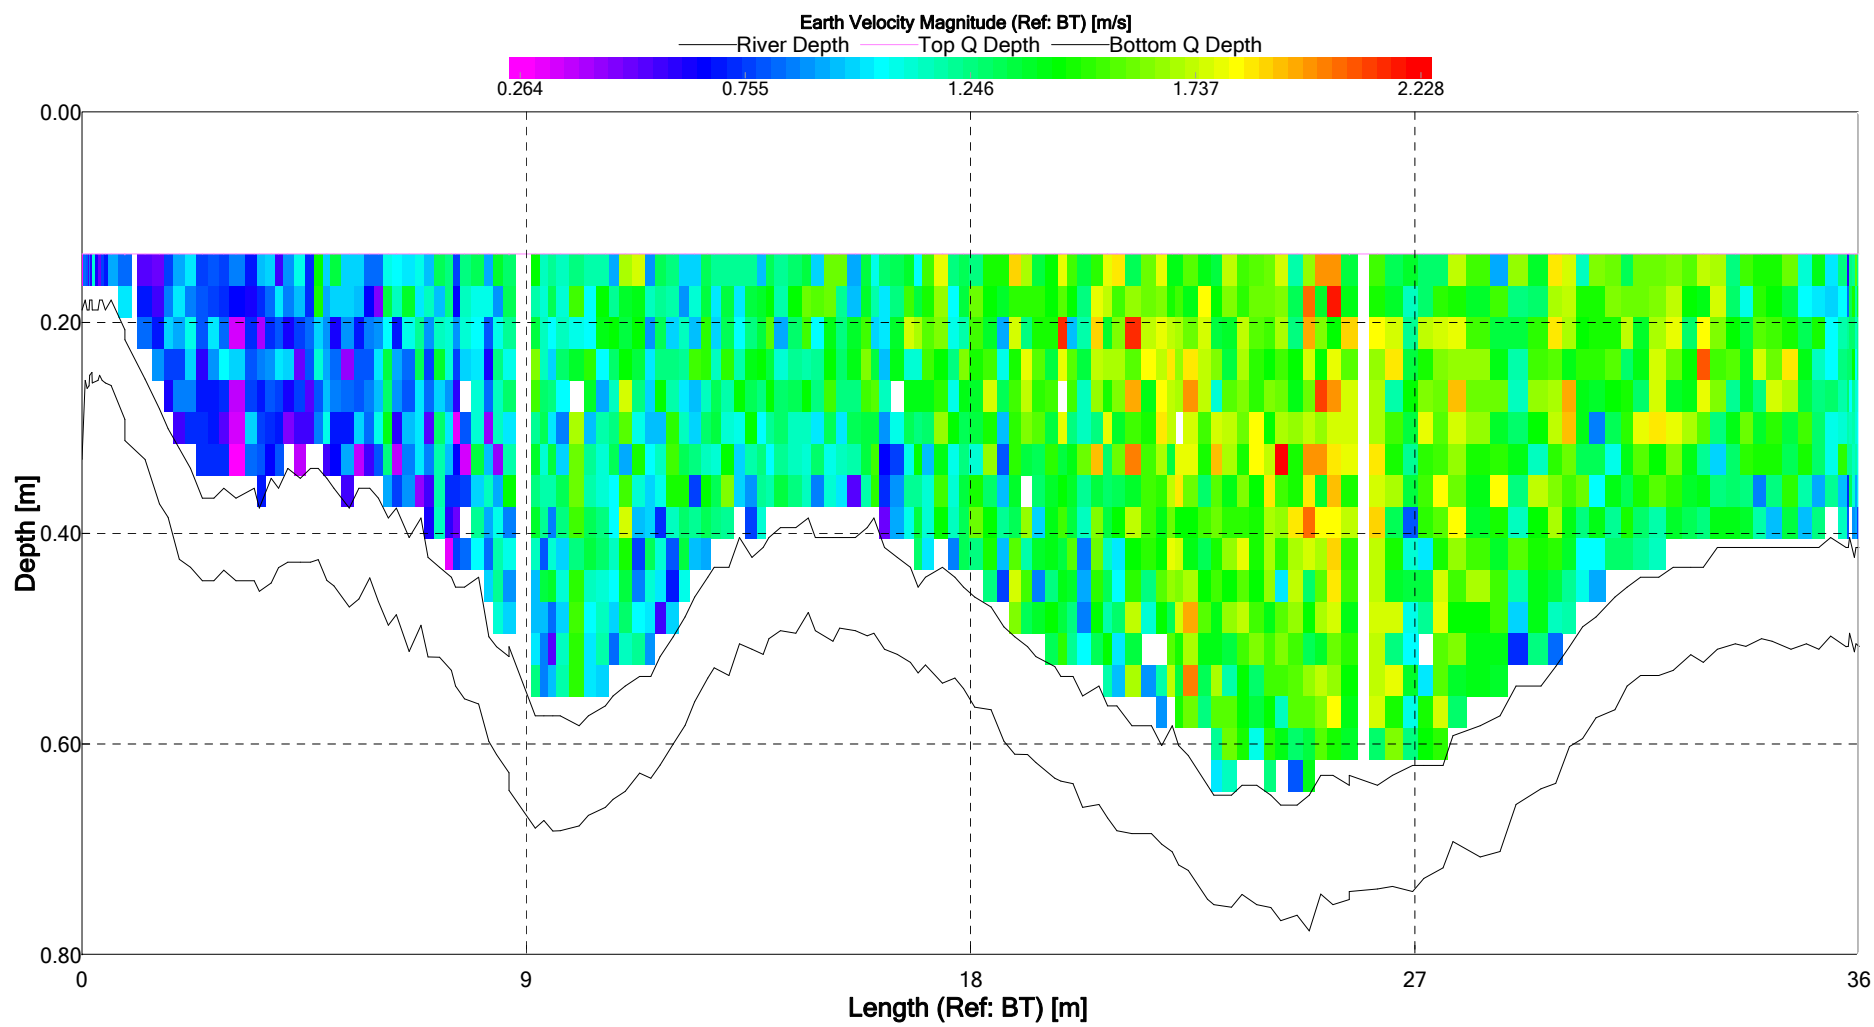 Earth Velocity Magnitude (Ref: BT) [m/s]
River Depth Top Q Depth Bottom Q Depth
0.264 0.755 1.246 1.737 2.228
0.00
0.20
0.40
0.60
0.80
Depth [m]
0 9 18 27 36
Length (Ref: BT) [m]